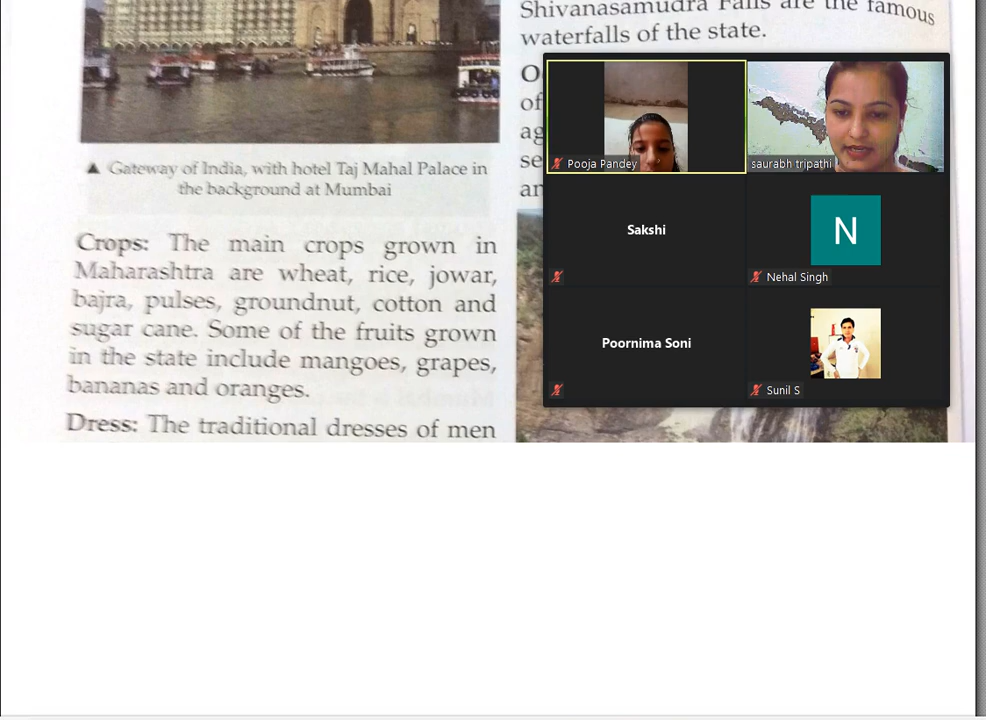 ▲ Gateway of India, with hotel Taj Mahal Palace in
the background at Mumbai
Crops: The main crops grown in
Maharashtra are wheat, rice, jowar,
bajra, pulses, groundnut, cotton and
sugar cane. Some of the fruits grown
in the state include mangoes, grapes,
bananas and oranges.
Dress: The traditional dresses of men
Shivanasamudra Falls are the famous
waterfalls of the state.
of
Pooja Pandey
saurabh tripathi
Sakshi
N
Nehal Singh
Poornima Soni
Sunil S